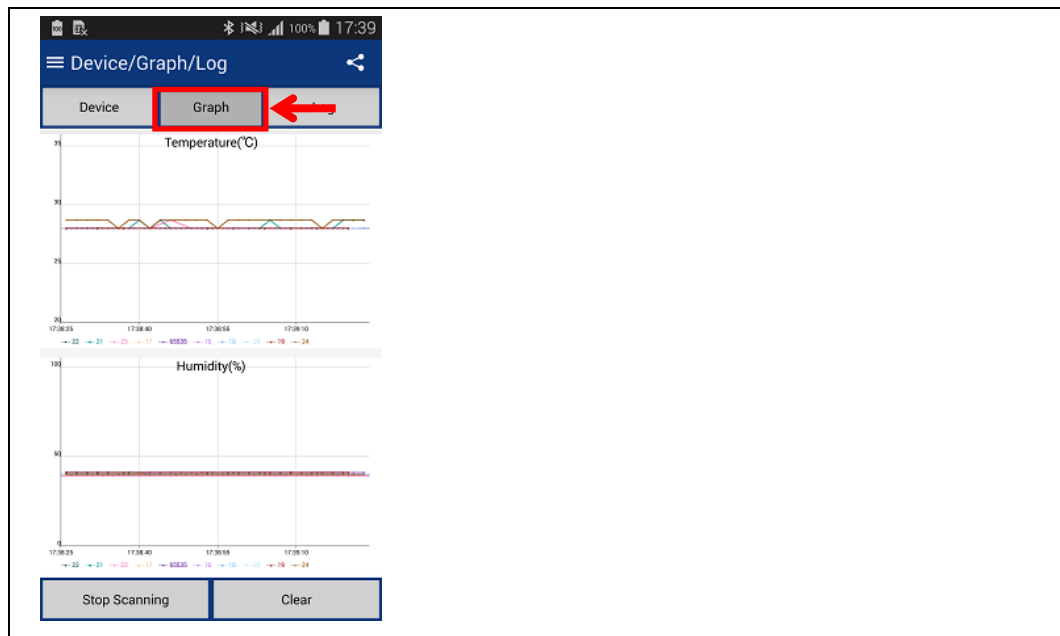 100% 17:39
Device/Graph/Log
Device Graph
Temperature(℃)
35
30
25
20
17:38:25 17:38:40 17:38:55 17:39:10
22 21 23 17 65535 16 18 19 24
Humidity(%)
100
50
0
17:38:25 17:38:40 17:38:55 17:39:10
22 21 23 17 65535 16 18 19 24
Stop Scanning Clear